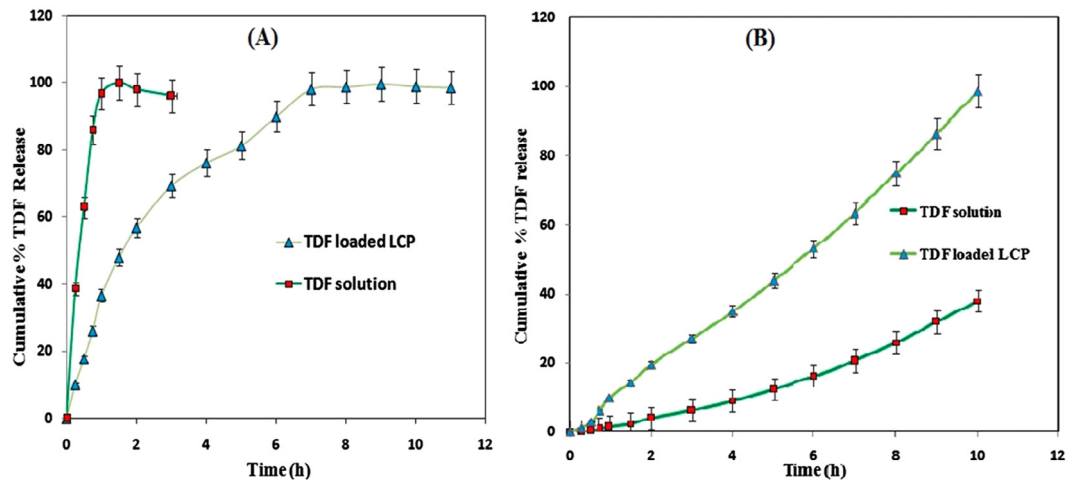 (A)
Cumulative % TDF Release
120
100
80
60
40
20
0
0 2 4 6 8 10 12
Time (h)
TDF loaded LCP
TDF solution
(B)
Cumulative % TDF release
120
100
80
60
40
20
0
0 2 4 6 8 10 12
Time (h)
TDF solution
TDF loadel LCP